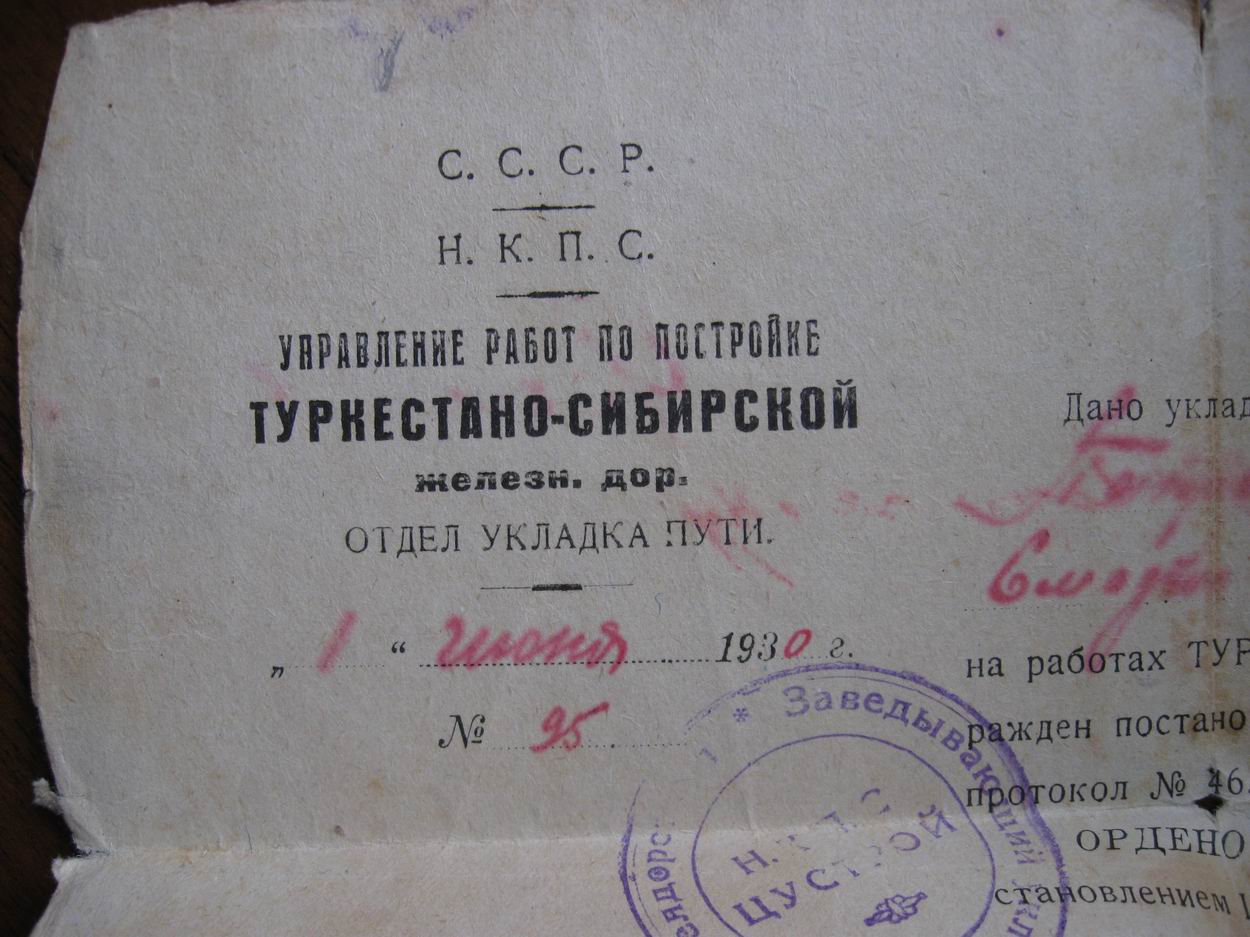 С. С. С. Р.
Н. К. П. С.
УПРАВЛЕНИЕ РАБОТ ПО ПОСТРОЙКЕ
ТУРКЕСТАНО-СИБИРСКОЙ
железн. дор.
ОТДЕЛ УКЛАДКА ПУТИ.
„ 1 “ июня 1930 г.
№ 95
Дано уклад
на работах ТУР
ражден постано
протокол № 46.
ОРДЕНО
становлением
* Заведывающий